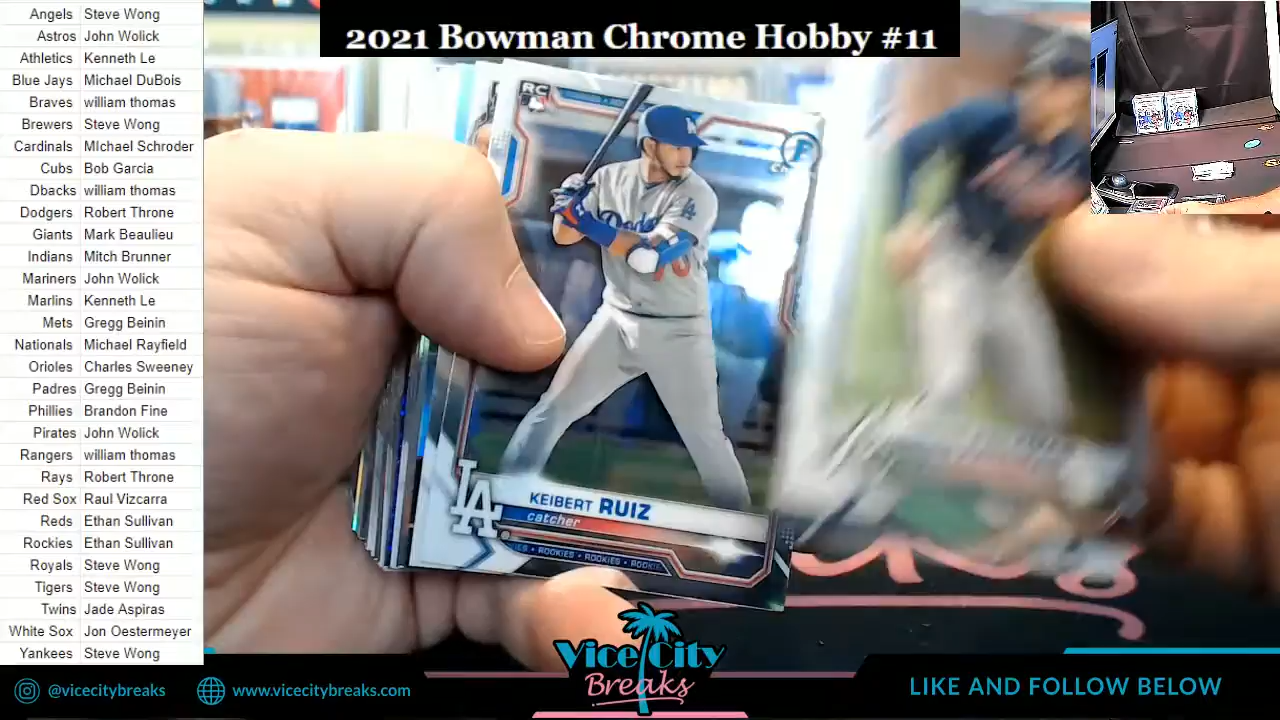 2021 Bowman Chrome Hobby #11
Angels Steve Wong
Astros John Wolick
Athletics Kenneth Le
Blue Jays Michael DuBois
Braves william thomas
Brewers Steve Wong
Cardinals MIchael Schroder
Cubs Bob Garcia
Dbacks william thomas
Dodgers Robert Throne
Giants Mark Beaulieu
Indians Mitch Brunner
Mariners John Wolick
Marlins Kenneth Le
Mets Gregg Beinin
Nationals Michael Rayfield
Orioles Charles Sweeney
Padres Gregg Beinin
Phillies Brandon Fine
Pirates John Wolick
Rangers william thomas
Rays Robert Throne
Red Sox Raul Vizcarra
Reds Ethan Sullivan
Rockies Ethan Sullivan
Royals Steve Wong
Tigers Steve Wong
Twins Jade Aspiras
White Sox Jon Oestermeyer
Yankees Steve Wong
RC
LA
KEIBERT RUIZ
catcher
ROOKIES • ROOKIES
Vice City
Breaks
@vicecitybreaks
www.vicecitybreaks.com
LIKE AND FOLLOW BELOW